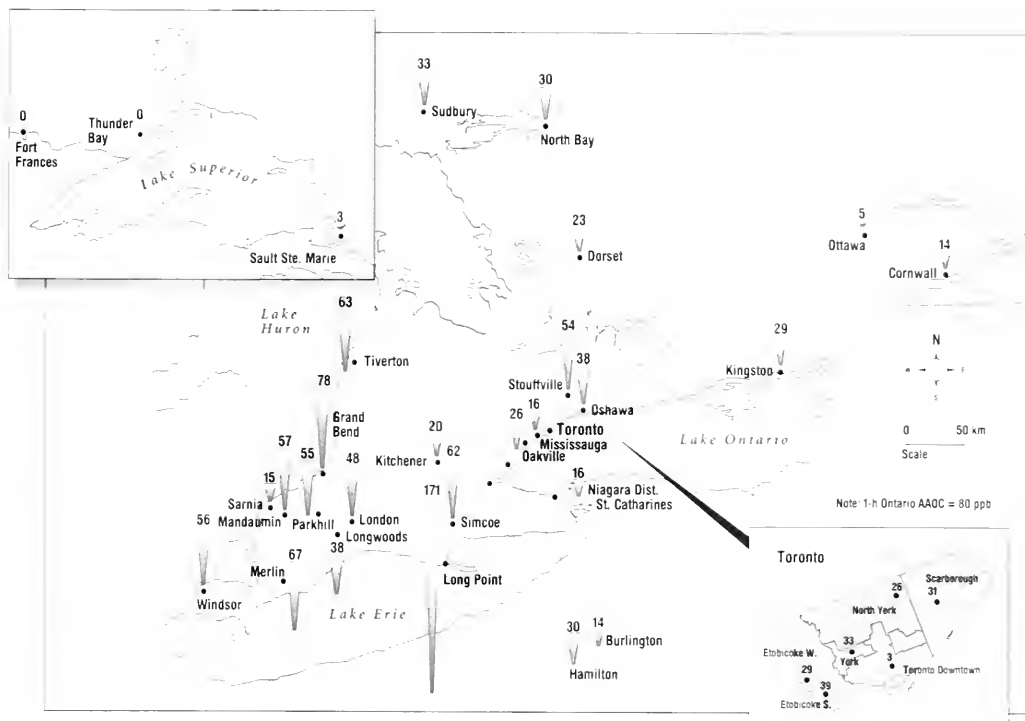 0
Fort
Frances
Thunder
Bay
0
Lake Superior
3
Sault Ste. Marie
33
Sudbury
30
North Bay
23
Dorset
5
Ottawa
14
Cornwall
63
Lake
Huron
Tiverton
78
Grand
Bend
54
38
Stouffville
Oshawa
29
Kingston
N
0 50 km
Scale
16
26
Toronto
Mississauga
Oakville
Lake Ontario
20
Kitchener
62
57
55
48
15
Sarnia
Mandaumin
Parkhill
London
Longwoods
171
Simcoe
16
Niagara Dist.
St. Catharines
Note: 1-h Ontario AAQC = 80 ppb
56
Windsor
67
Merlin
38
Lake Erie
Long Point
30
Hamilton
14
Burlington
Toronto
Scarborough
31
26
North York
33
York
3
Toronto Downtown
Etobicoke W.
29
39
Etobicoke S.